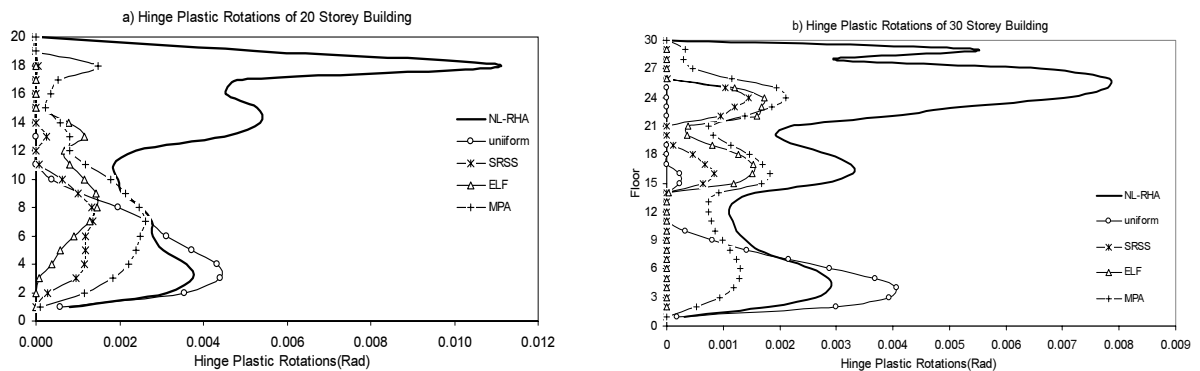 a) Hinge Plastic Rotations of 20 Storey Building
20
18
16
14
12
10
8
6
4
2
0
0.000 0.002 0.004 0.006 0.008 0.010 0.012
Hinge Plastic Rotations(Rad)
NL-RHA
uniiform
SRSS
ELF
MPA
b) Hinge Plastic Rotations of 30 Storey Building
Floor
30
27
24
21
18
15
12
9
6
3
0
0 0.001 0.002 0.003 0.004 0.005 0.006 0.007 0.008 0.009
Hinge Plastic Rotations(Rad)
NL-RHA
uniform
SRSS
ELF
MPA